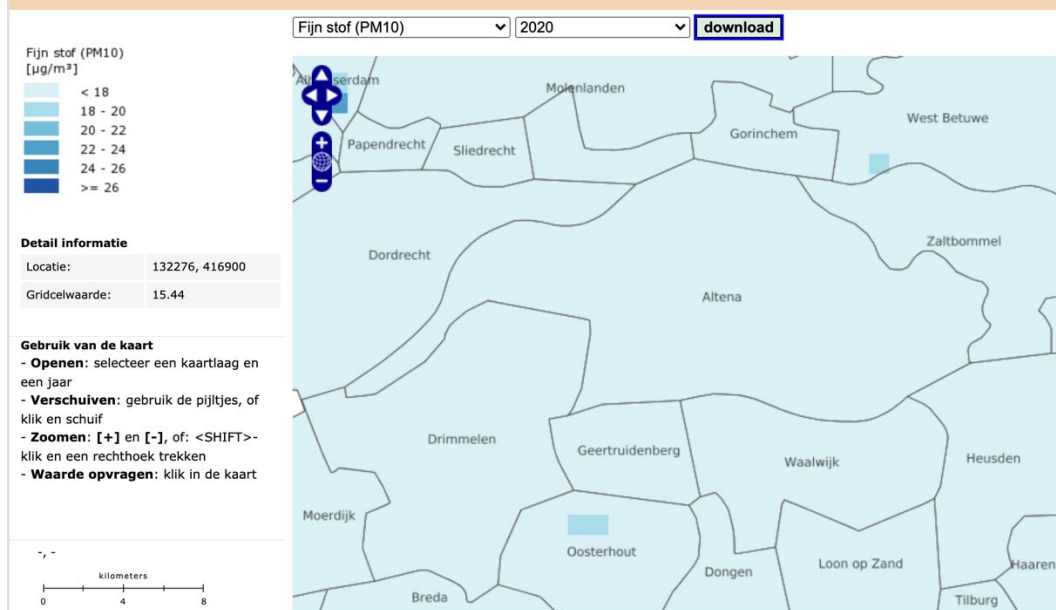 Fijn stof (PM10)
2020
download
Fijn stof (PM10)
[µg/m³]
< 18
18 - 20
20 - 22
22 - 24
24 - 26
>= 26
Detail informatie
Locatie: 132276, 416900
Gridcelwaarde: 15.44
Gebruik van de kaart
- Openen: selecteer een kaartlaag en
een jaar
- Verschuiven: gebruik de pijltjes, of
klik en schuif
- Zoomen: [+] en [-], of: <SHIFT>-
klik en een rechthoek trekken
- Waarde opvragen: klik in de kaart
-, -
kilometers
0 4 8
Molenlanden
West Betuwe
Gorinchem
Papendrecht
Sliedrecht
Zaltbommel
Dordrecht
Altena
Drimmelen
Geertruidenberg
Waalwijk
Heusden
Moerdijk
Oosterhout
Loon op Zand
Haaren
Dongen
Breda
Tilburg